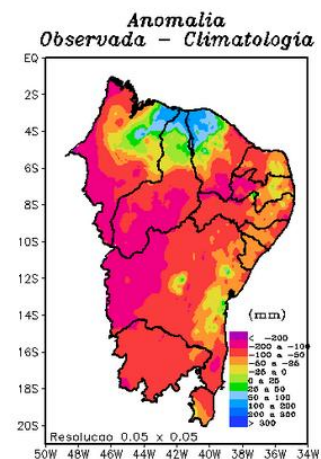 Anomalia
Observada – Climatologia
EQ
2S
4S
6S
8S
10S
12S
14S
16S
18S
20S
50W 48W 46W 44W 42W 40W 38W 36W 34W
(mm)
< -200
-200 a -100
-100 a -50
-50 a -25
-25 a 0
0 a 25
25 a 50
50 a 100
100 a 200
200 a 300
> 300
Resolucao 0.05 x 0.05